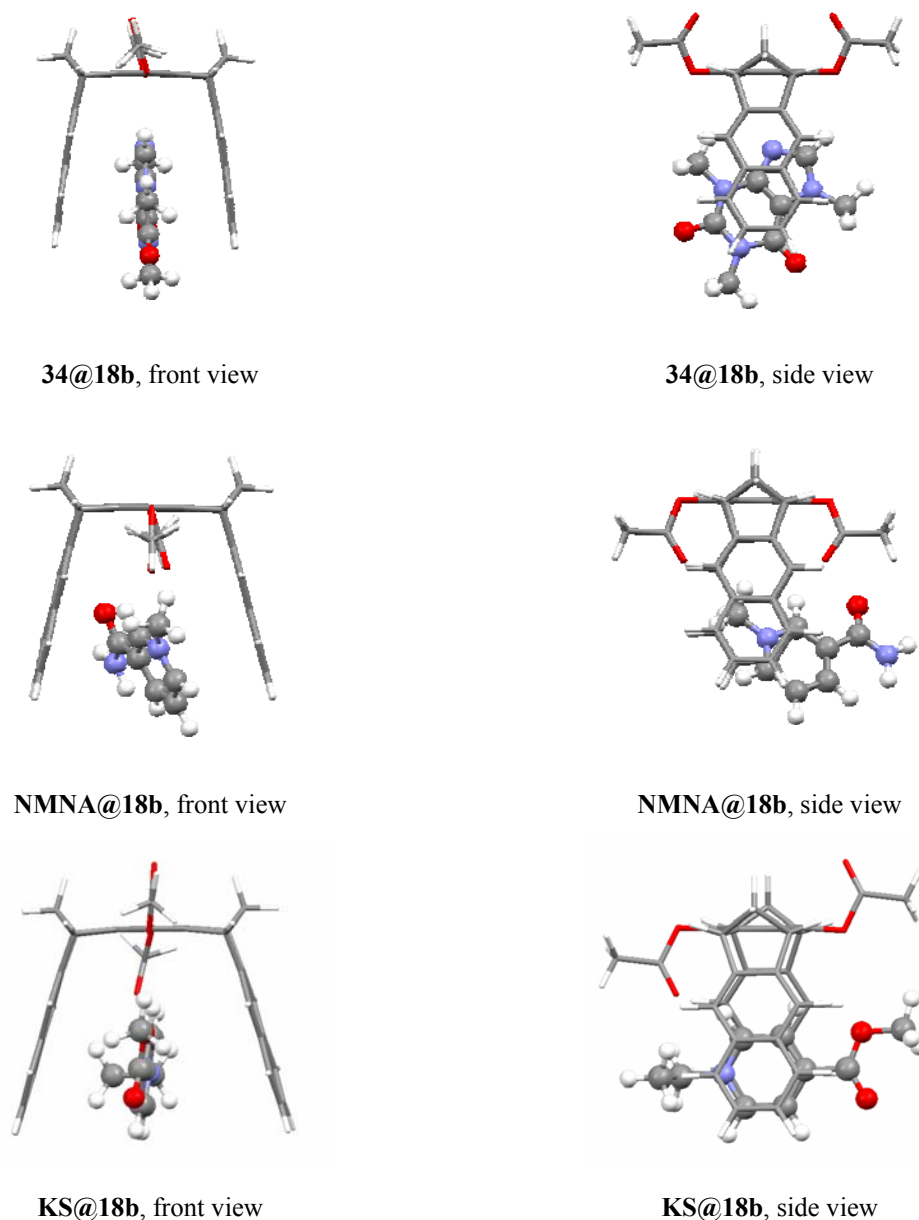 34@18b, front view
34@18b, side view
NMNA@18b, front view
NMNA@18b, side view
KS@18b, front view
KS@18b, side view